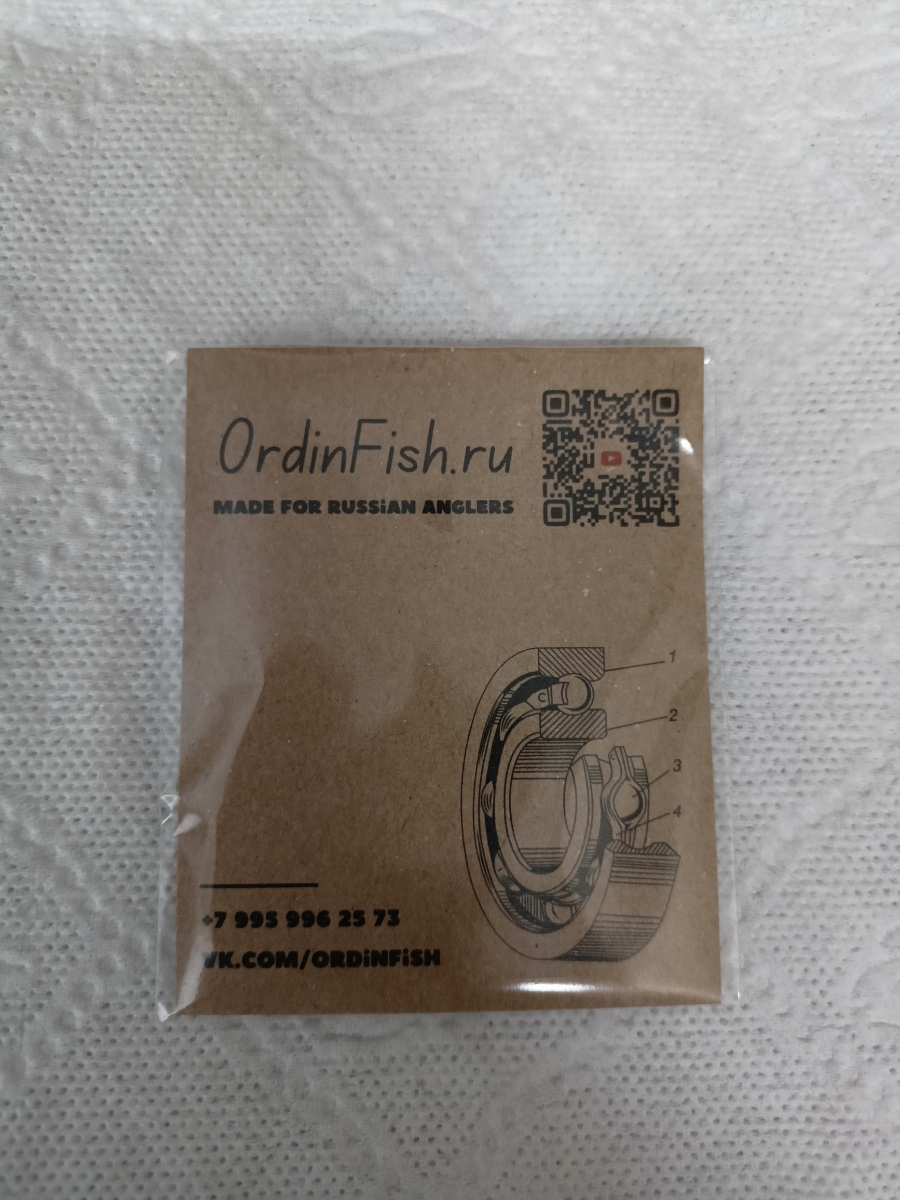 OrdinFish.ru
MADE FOR RUSSiAN ANGLERS
1
2
3
4
+7 995 996 25 73
VK.COM/ORDiNFiSH